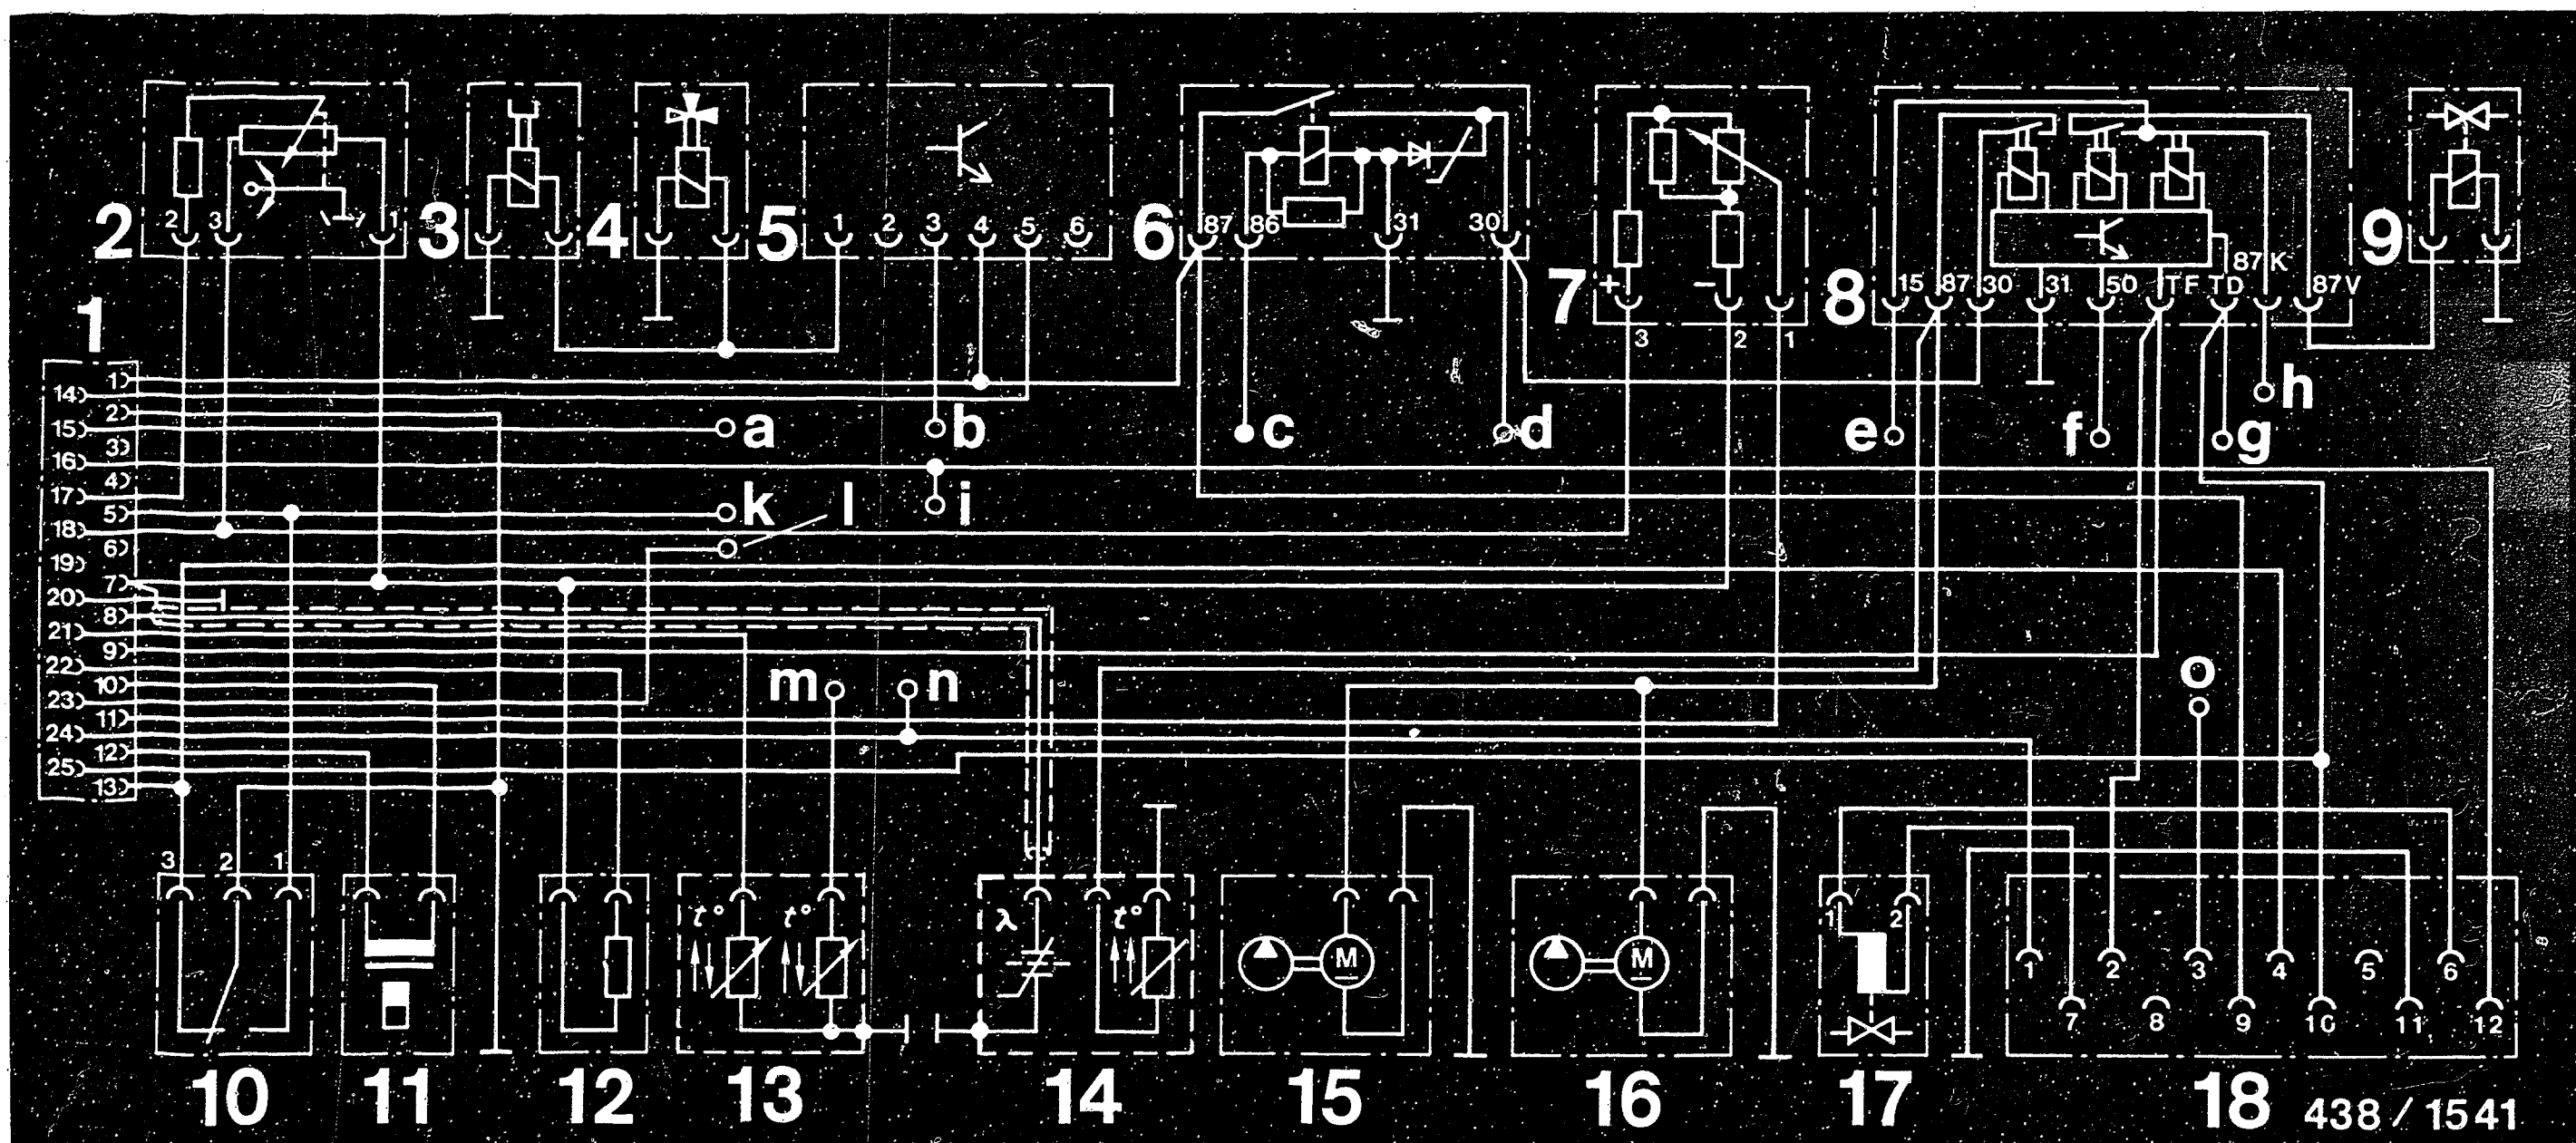 2 3 1
1 2 3 4 5 6
87 86 31 30
87K
+ −
15 87 30 31 50 TF TD 87V
2 3 4 5 6 7 8 9
3 2 1
1
1
14
2
15
3
16
4
17
5
18
6
19
7
20
8
21
9
22
10
23
11
24
12
25
13
h
a b c d e f g
k l i
m n o
3 2 1
t° t° λ t° 1 2
M M
1 2 3 4 5 6
7 8 9 10 11 12
10 11 12 13 14 15 16 17 18
438 / 1541